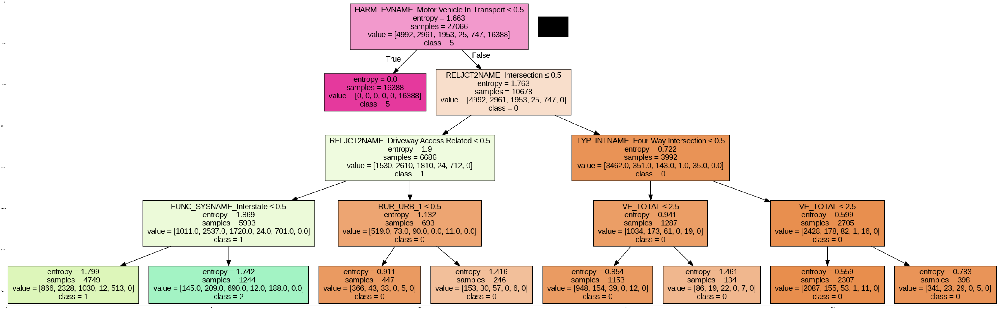 HARM_EVNAME_Motor Vehicle In-Transport ≤ 0.5
entropy = 1.663
samples = 27066
value = [4992, 2961, 1953, 25, 747, 16388]
class = 5
True
False
entropy = 0.0
samples = 16388
value = [0, 0, 0, 0, 0, 16388]
class = 5
RELJCT2NAME_Intersection ≤ 0.5
entropy = 1.763
samples = 10678
value = [4992, 2961, 1953, 25, 747, 0]
class = 0
RELJCT2NAME_Driveway Access Related ≤ 0.5
entropy = 1.9
samples = 6686
value = [1530, 2610, 1810, 24, 712, 0]
class = 1
TYP_INTNAME_Four-Way Intersection ≤ 0.5
entropy = 0.722
samples = 3992
value = [3462.0, 351.0, 143.0, 1.0, 35.0, 0.0]
class = 0
FUNC_SYSNAME_Interstate ≤ 0.5
entropy = 1.869
samples = 5993
value = [1011.0, 2537.0, 1720.0, 24.0, 701.0, 0.0]
class = 1
RUR_URB_1 ≤ 0.5
entropy = 1.132
samples = 693
value = [519.0, 73.0, 90.0, 0.0, 11.0, 0.0]
class = 0
VE_TOTAL ≤ 2.5
entropy = 0.941
samples = 1287
value = [1034, 173, 61, 0, 19, 0]
class = 0
VE_TOTAL ≤ 2.5
entropy = 0.599
samples = 2705
value = [2428, 178, 82, 1, 16, 0]
class = 0
entropy = 1.799
samples = 4749
value = [866, 2328, 1030, 12, 513, 0]
class = 1
entropy = 1.742
samples = 1244
value = [145.0, 209.0, 690.0, 12.0, 188.0, 0.0]
class = 2
entropy = 0.911
samples = 447
value = [366, 43, 33, 0, 5, 0]
class = 0
entropy = 1.416
samples = 246
value = [153, 30, 57, 0, 6, 0]
class = 0
entropy = 0.854
samples = 1153
value = [948, 154, 39, 0, 12, 0]
class = 0
entropy = 1.461
samples = 134
value = [86, 19, 22, 0, 7, 0]
class = 0
entropy = 0.559
samples = 2307
value = [2087, 155, 53, 1, 11, 0]
class = 0
entropy = 0.783
samples = 398
value = [341, 23, 29, 0, 5, 0]
class = 0
0
100
200
300
400
500
600
700
0
500
1000
1500
2000